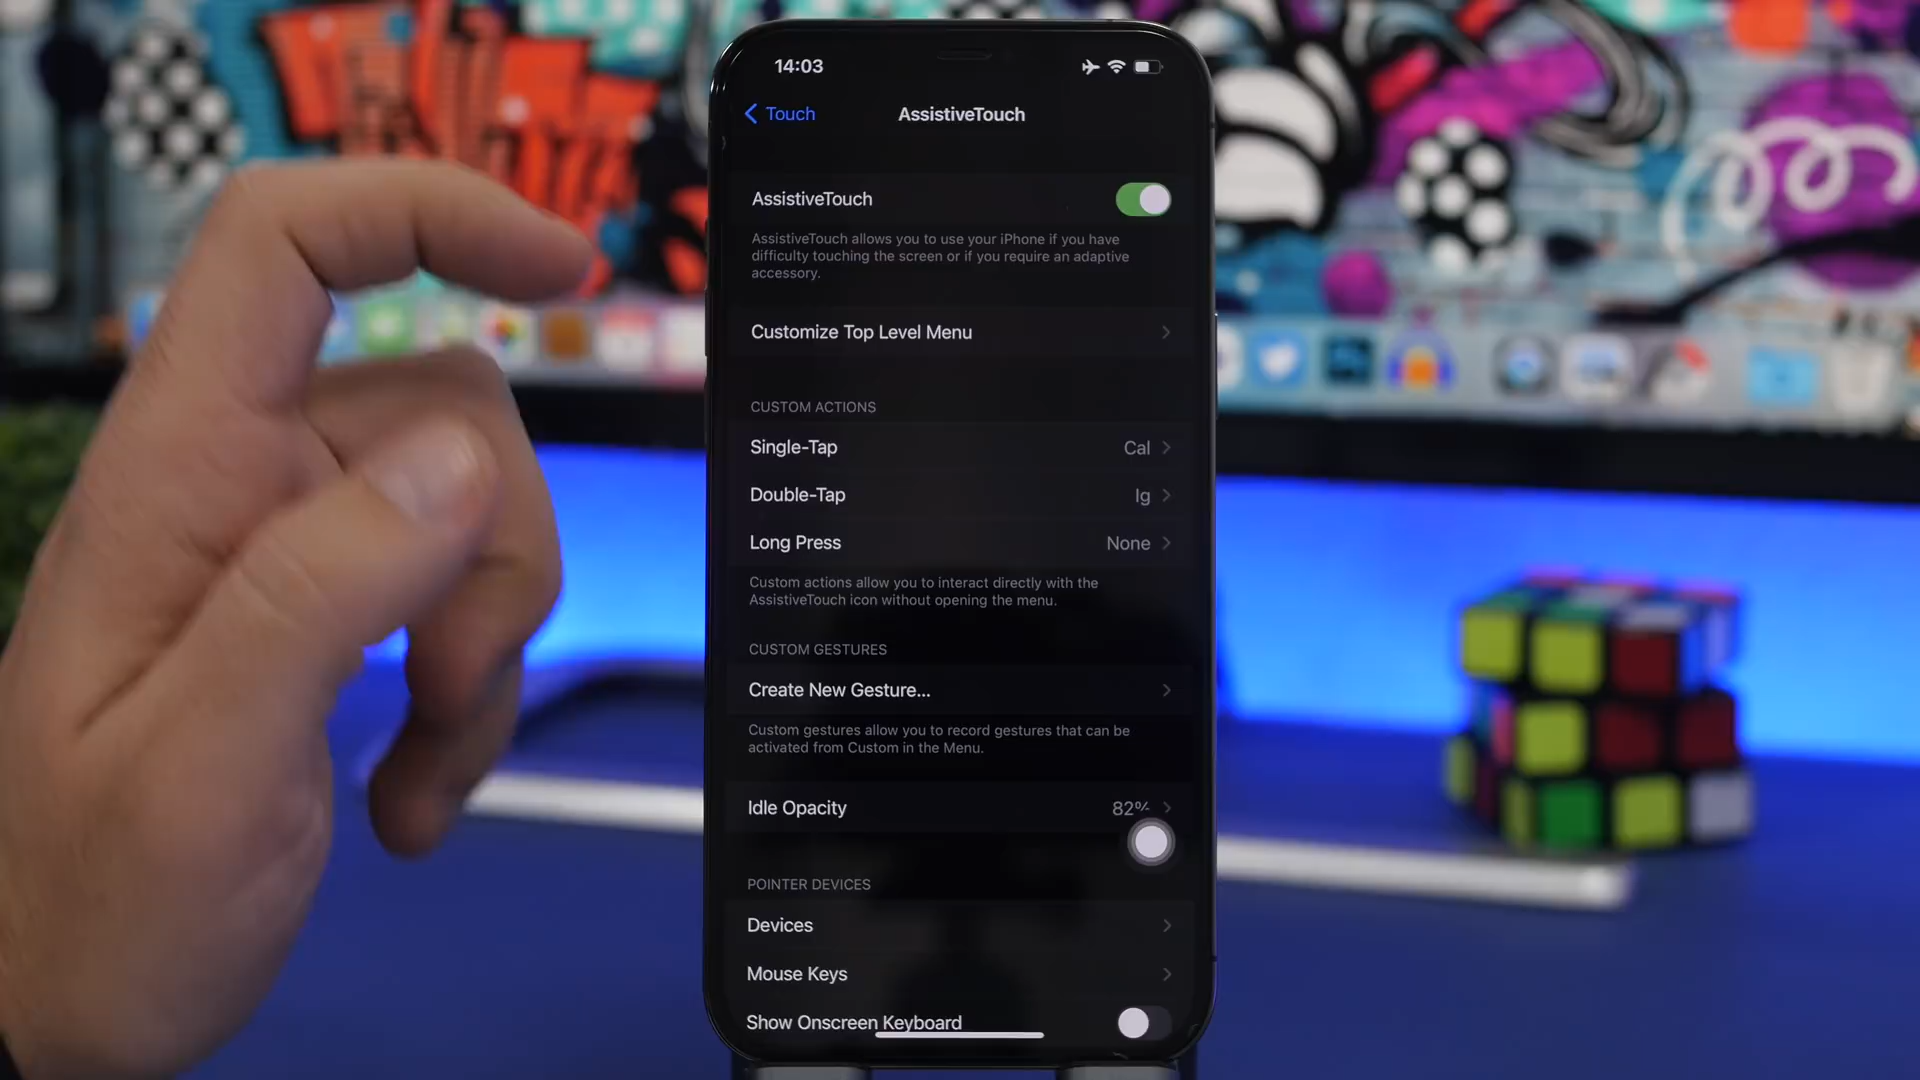 14:03
Touch
AssistiveTouch
AssistiveTouch
AssistiveTouch allows you to use your iPhone if you have
difficulty touching the screen or if you require an adaptive
accessory.
Customize Top Level Menu
CUSTOM ACTIONS
Single-Tap Cal
Double-Tap Ig
Long Press None
Custom actions allow you to interact directly with the
AssistiveTouch icon without opening the menu.
CUSTOM GESTURES
Create New Gesture...
Custom gestures allow you to record gestures that can be
activated from Custom in the Menu.
Idle Opacity 82%
POINTER DEVICES
Devices
Mouse Keys
Show Onscreen Keyboard